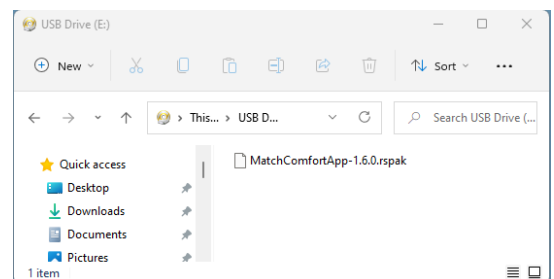 USB Drive (E:)
New
Sort
This... > USB D...
Search USB Drive (...
Quick access
MatchComfortApp-1.6.0.rspak
Desktop
Downloads
Documents
Pictures
1 item